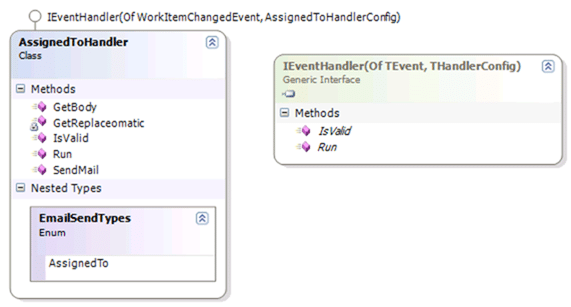 IEventHandler(Of WorkItemChangedEvent, AssignedToHandlerConfig)
AssignedToHandler
Class
Methods
GetBody
GetReplaceomatic
IsValid
Run
SendMail
Nested Types
EmailSendTypes
Enum
AssignedTo
IEventHandler(Of TEvent, THandlerConfig)
Generic Interface
Methods
IsValid
Run